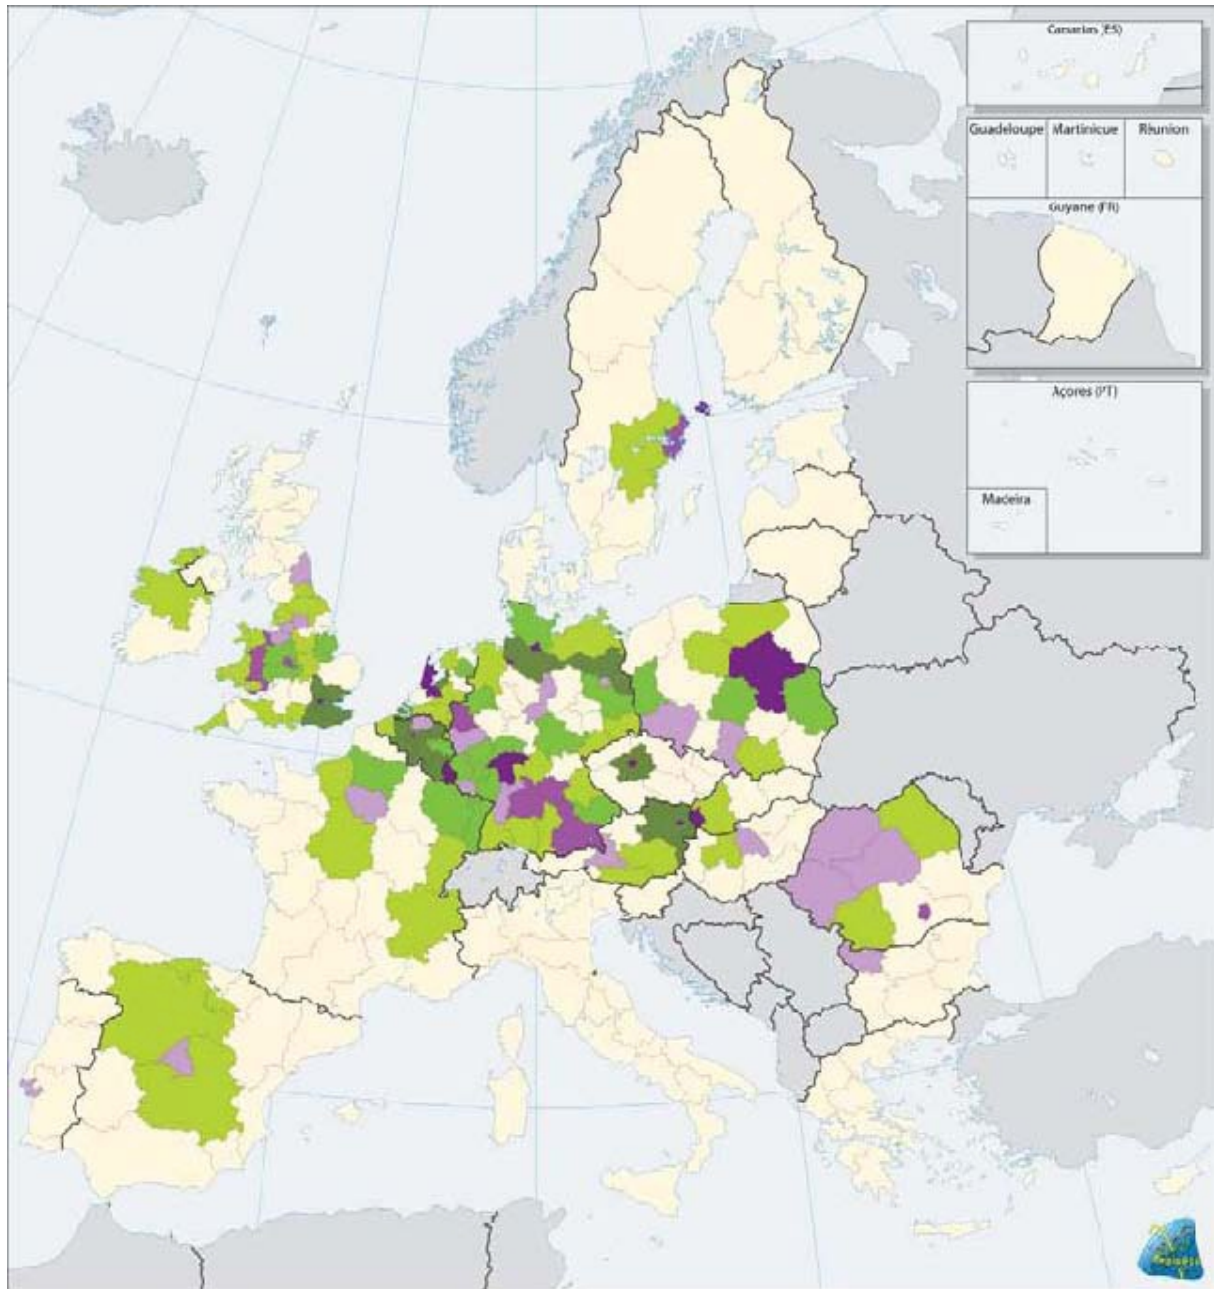 Canarias (ES)
Guadeloupe
Martinique
Réunion
Guyane (FR)
Açores (PT)
Madeira